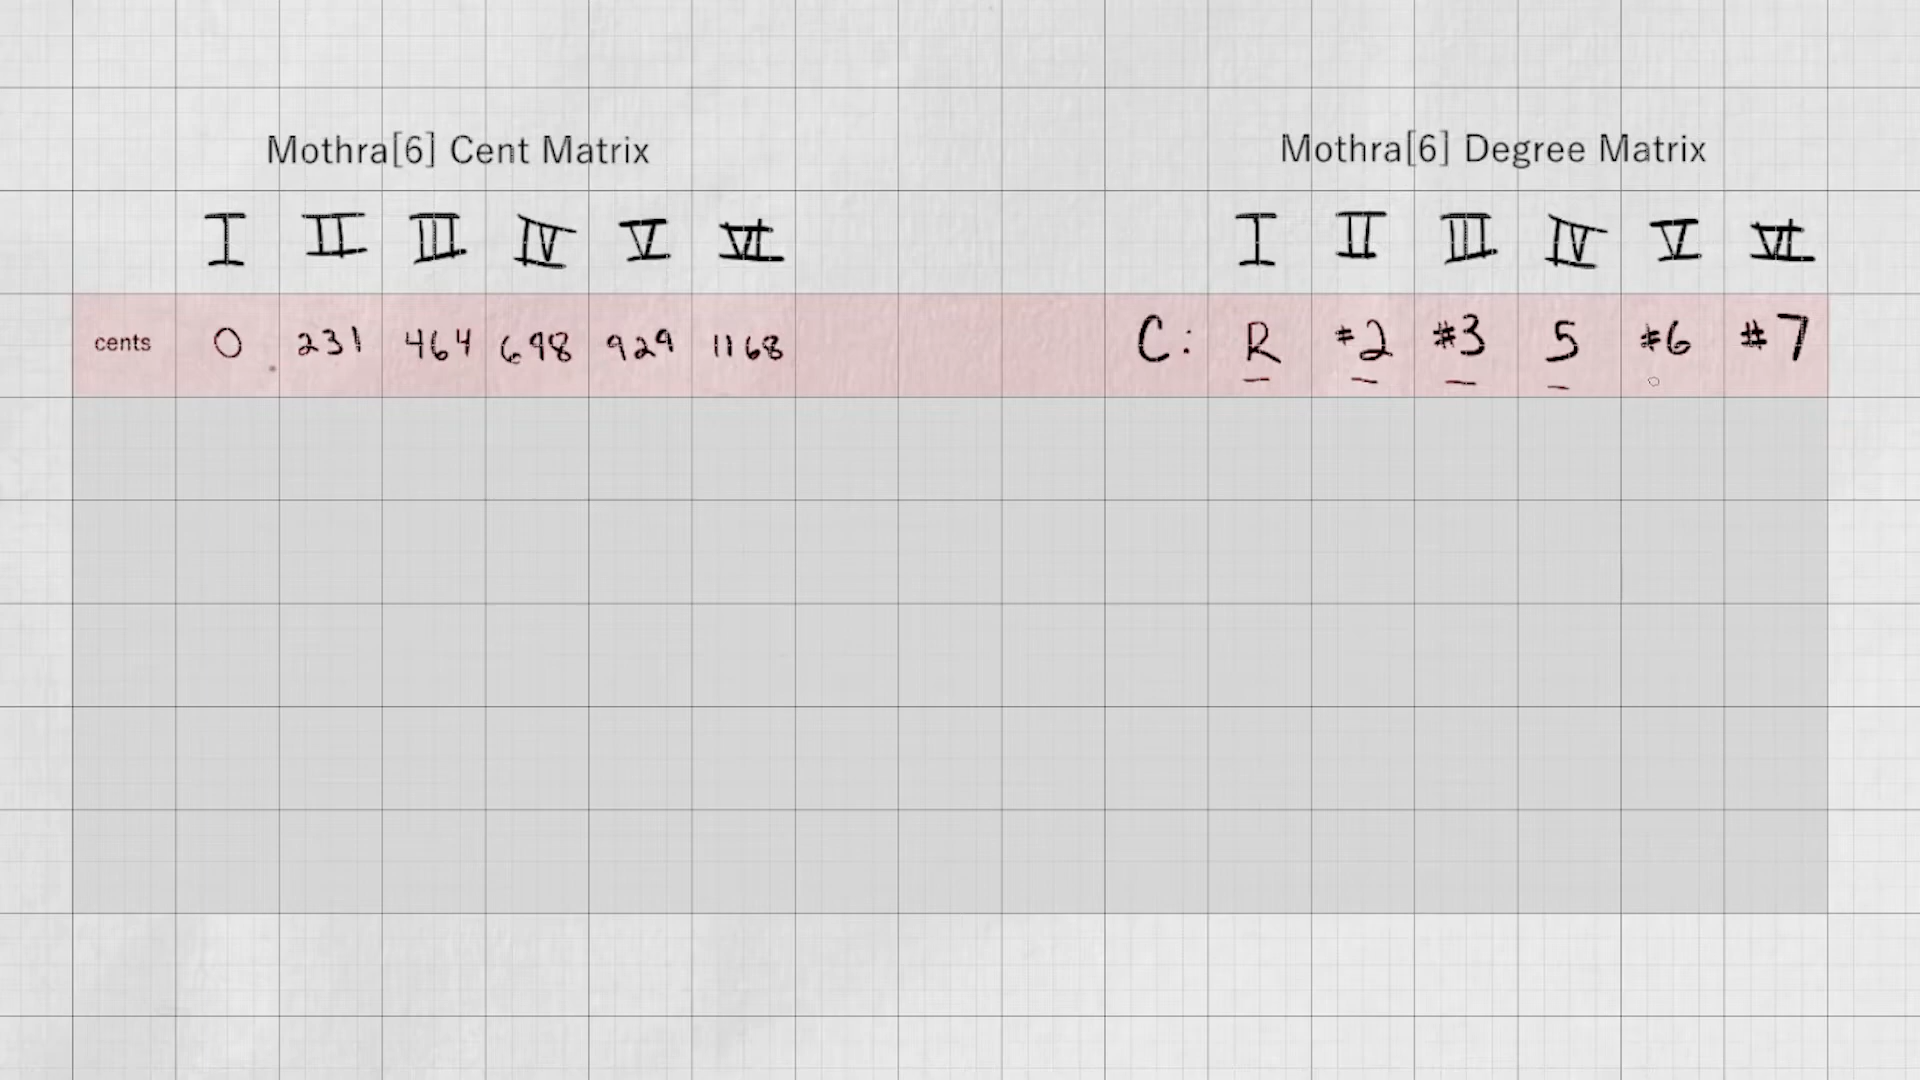 Mothra[6] Cent Matrix
Mothra[6] Degree Matrix
I II III IV V VI
I II III IV V VI
cents 0 231 464 698 929 1168
C: R #2 #3 5 #6 #7